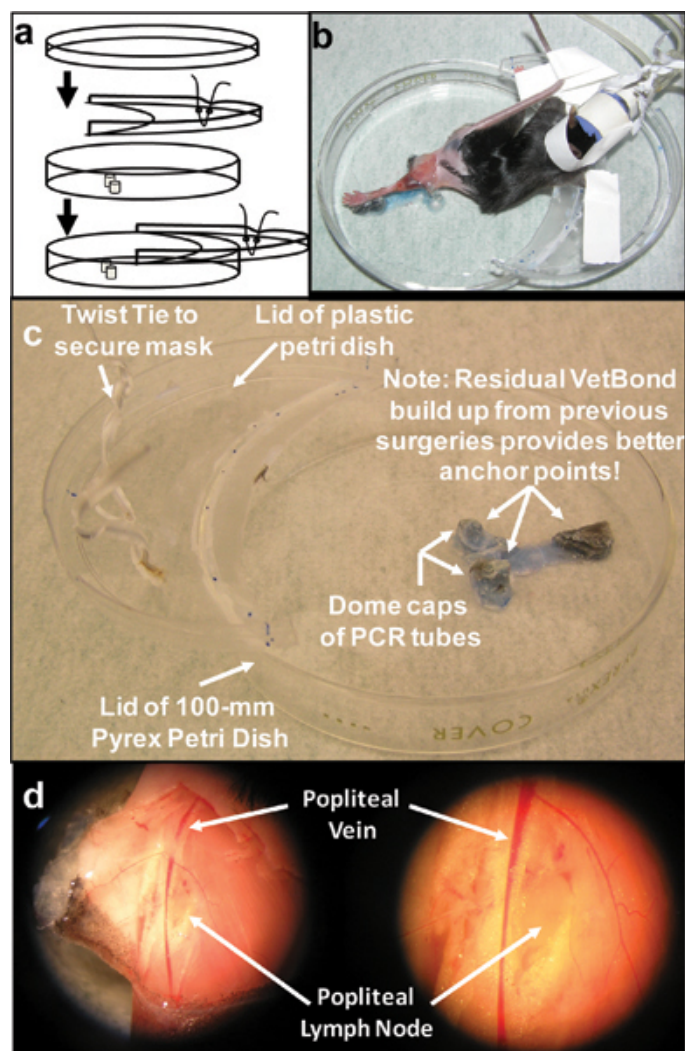 a
b
c
Twist Tie to
secure mask
Lid of plastic
petri dish
Note: Residual VetBond
build up from previous
surgeries provides better
anchor points!
Dome caps
of PCR tubes
Lid of 100-mm
Pyrex Petri Dish
COVER
d
Popliteal
Vein
Popliteal
Lymph Node